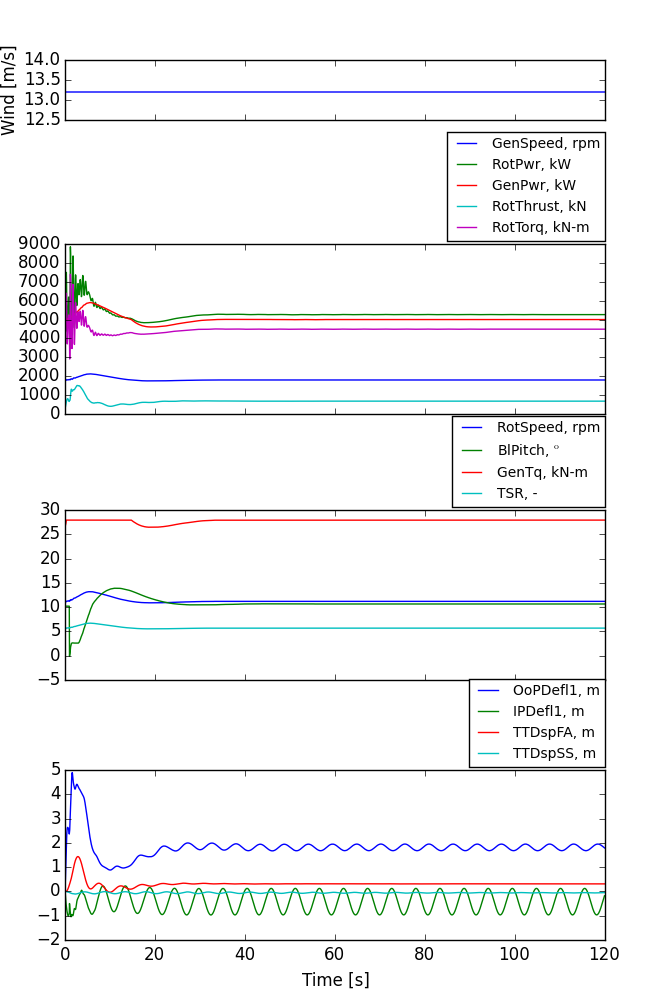 Wind [m/s]
14.0
13.5
13.0
12.5
GenSpeed, rpm
RotPwr, kW
GenPwr, kW
RotThrust, kN
RotTorq, kN-m
9000
8000
7000
6000
5000
4000
3000
2000
1000
0
RotSpeed, rpm
BlPitch, °
GenTq, kN-m
TSR, -
30
25
20
15
10
5
0
−5
OoPDefl1, m
IPDefl1, m
TTDspFA, m
TTDspSS, m
5
4
3
2
1
0
−1
−2
0 20 40 60 80 100 120
Time [s]